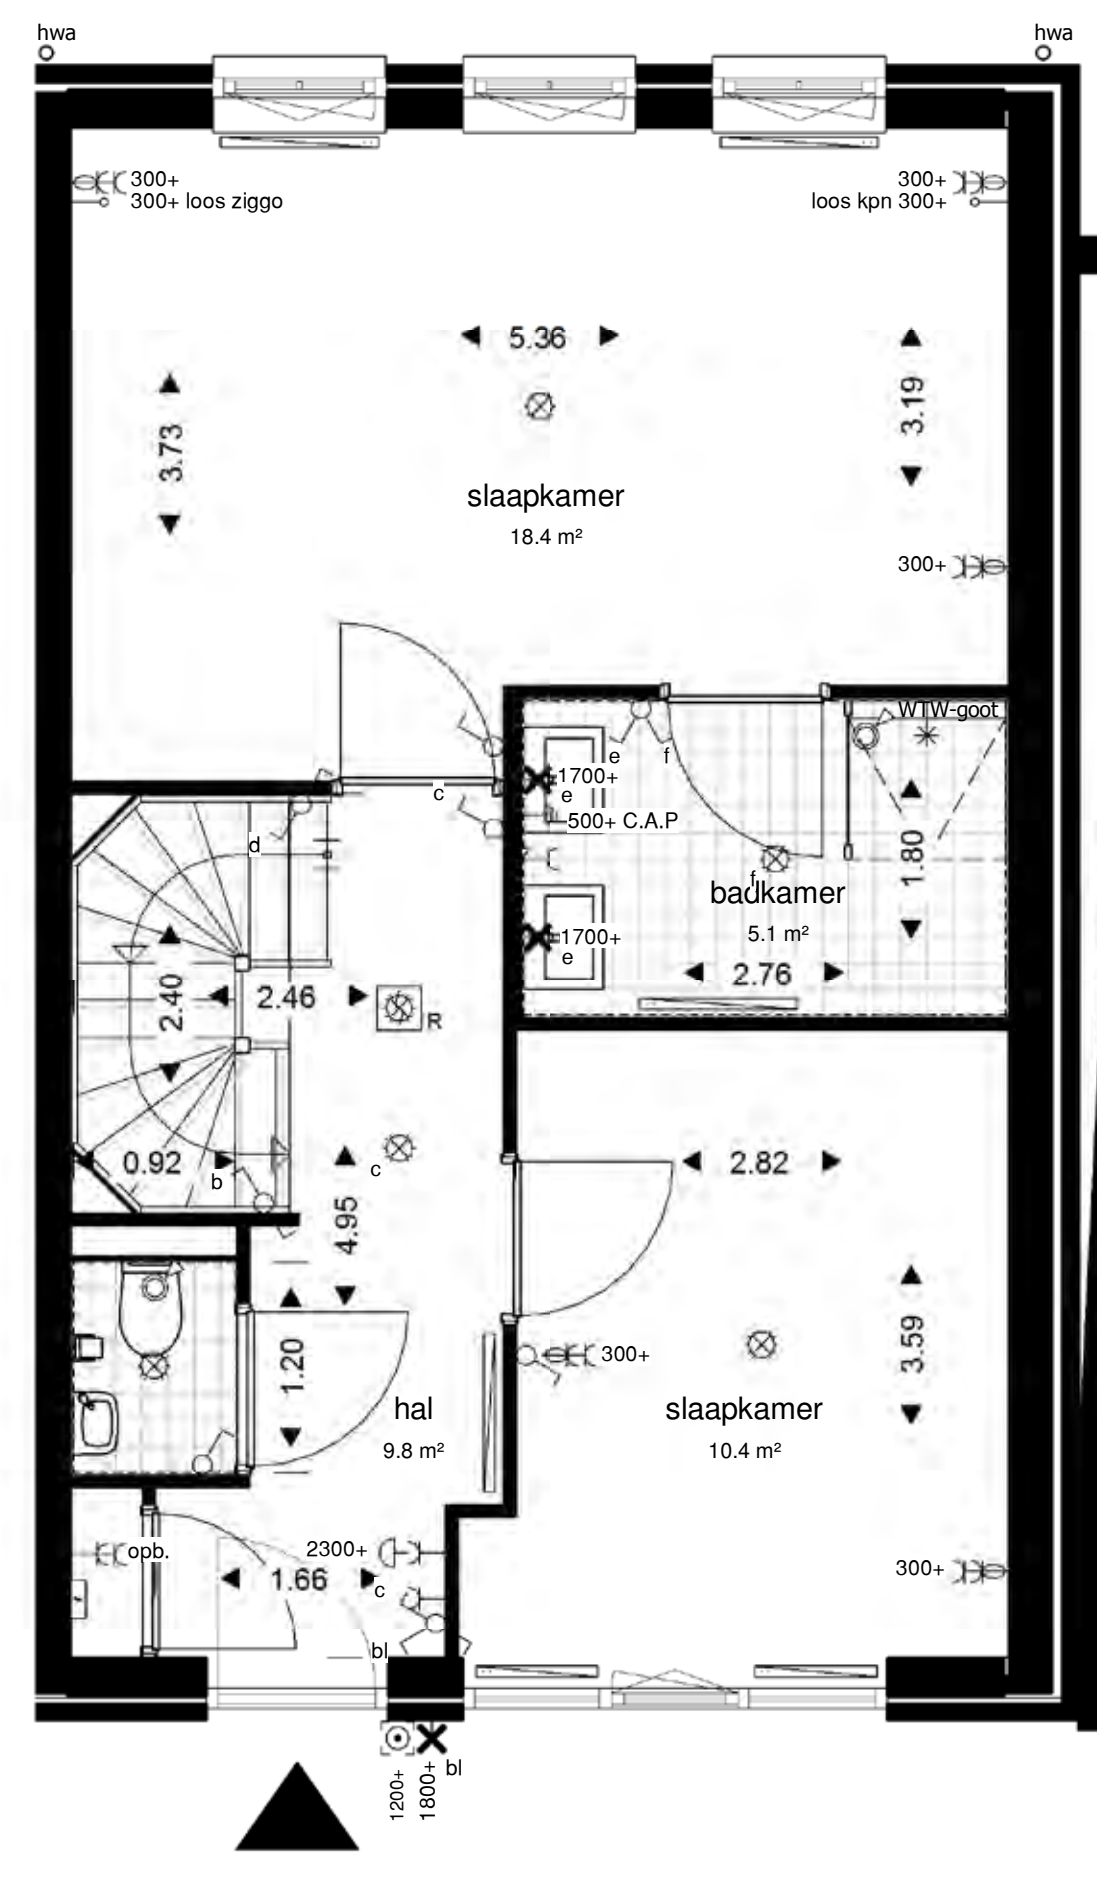 hwa
hwa
300+
300+ loos ziggo
300+
loos kpn 300+
5.36
3.73
3.19
slaapkamer
18.4 m²
300+
WTW-goot
e
f
1700+
e
c
500+ C.A.P
d
1.80
f
badkamer
5.1 m²
1700+
e
2.76
2.40
2.46
R
0.92
b
c
2.82
4.95
1.20
3.59
300+
hal
9.8 m²
slaapkamer
10.4 m²
opb.
2300+
1.66
c
300+
bl
1200+
1800+
bl